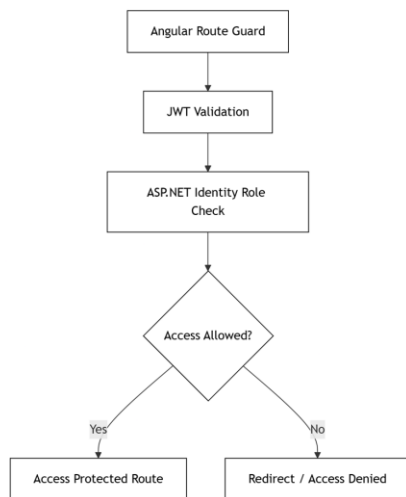 Angular Route Guard
JWT Validation
ASP.NET Identity Role
Check
Access Allowed?
Yes
No
Access Protected Route
Redirect / Access Denied